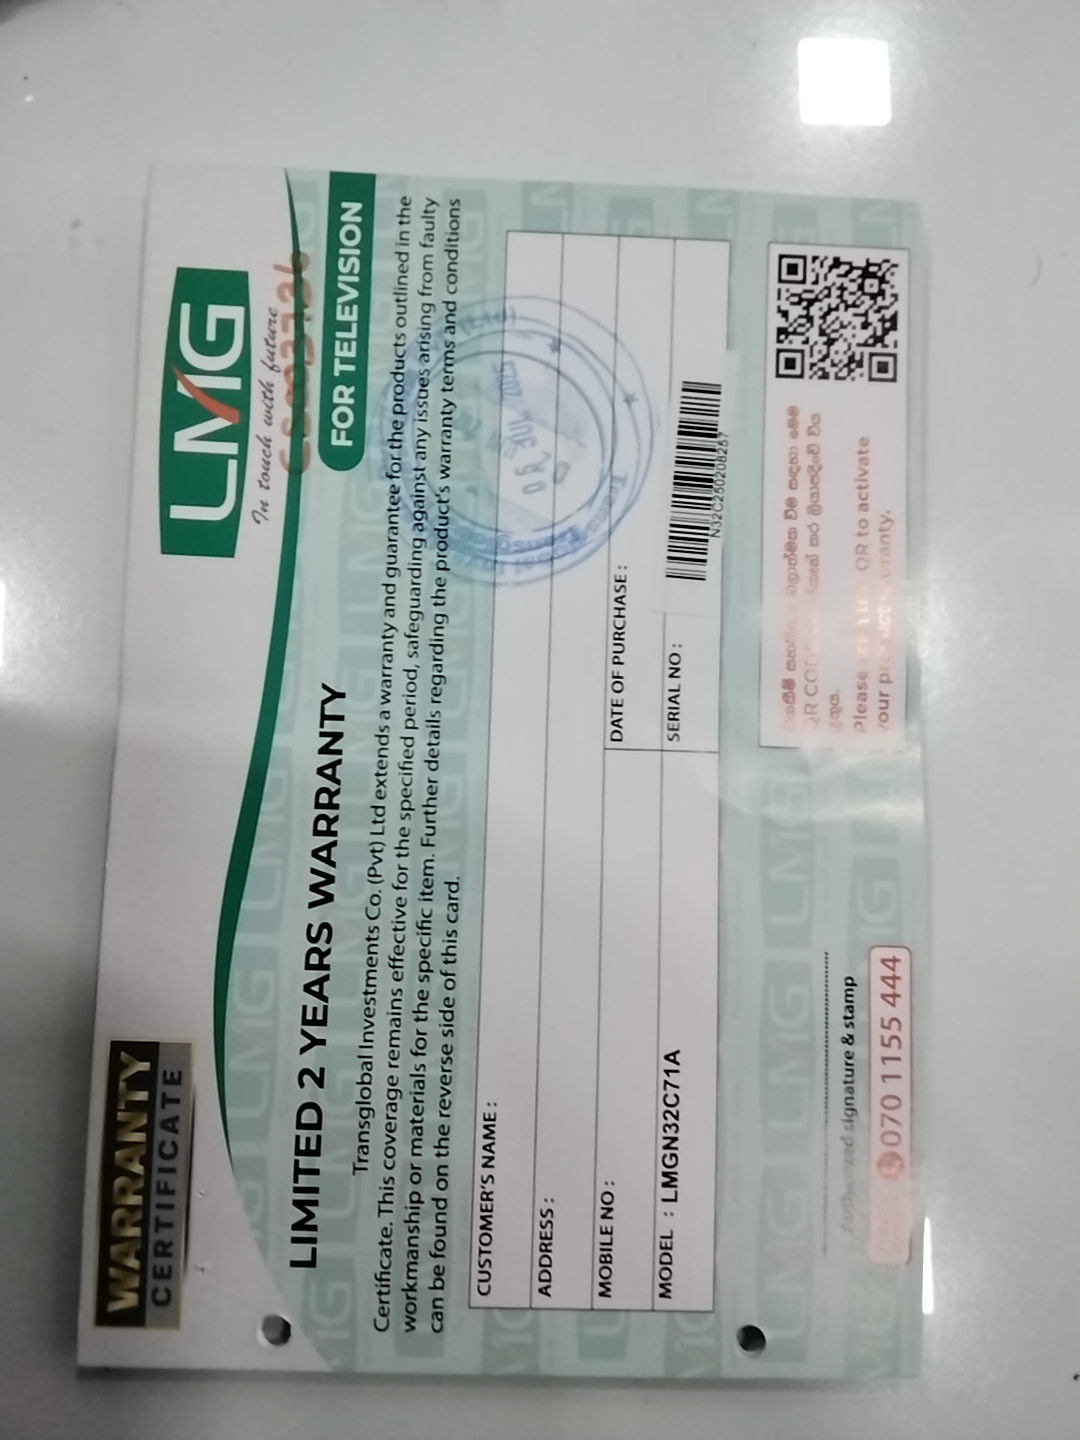 WARRANTY
CERTIFICATE
LMG
In touch with future
LIMITED 2 YEARS WARRANTY
FOR TELEVISION
Transglobal Investments Co. (Pvt) Ltd extends a warranty and guarantee for the products outlined in the
Certificate. This coverage remains effective for the specified period, safeguarding against any issues arising from faulty
workmanship or materials for the specific item. Further details regarding the product's warranty terms and conditions
can be found on the reverse side of this card.
CUSTOMER'S NAME :
ADDRESS :
MOBILE NO :
DATE OF PURCHASE :
MODEL : LMGN32C71A
SERIAL NO :
N32C250208257
QR
Please QR to activate
your
Authorized signature & stamp
070 1155 444